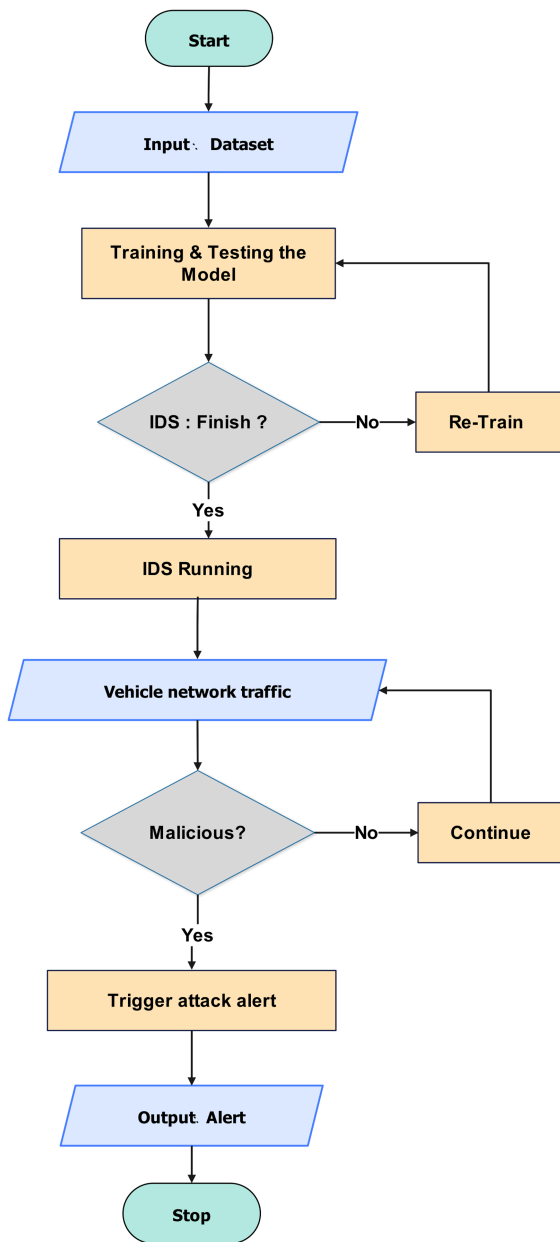 Start
Input: Dataset
Training & Testing the
Model
IDS : Finish ?
No
Re-Train
Yes
IDS Running
Vehicle network traffic
Malicious?
No
Continue
Yes
Trigger attack alert
Output: Alert
Stop